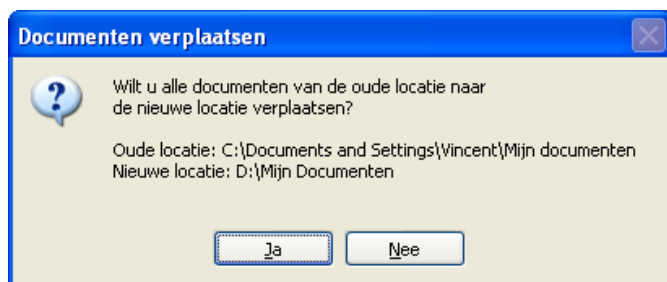 Documenten verplaatsen
Wilt u alle documenten van de oude locatie naar
de nieuwe locatie verplaatsen?
Oude locatie: C:\Documents and Settings\Vincent\Mijn documenten
Nieuwe locatie: D:\Mijn Documenten
Ja
Nee